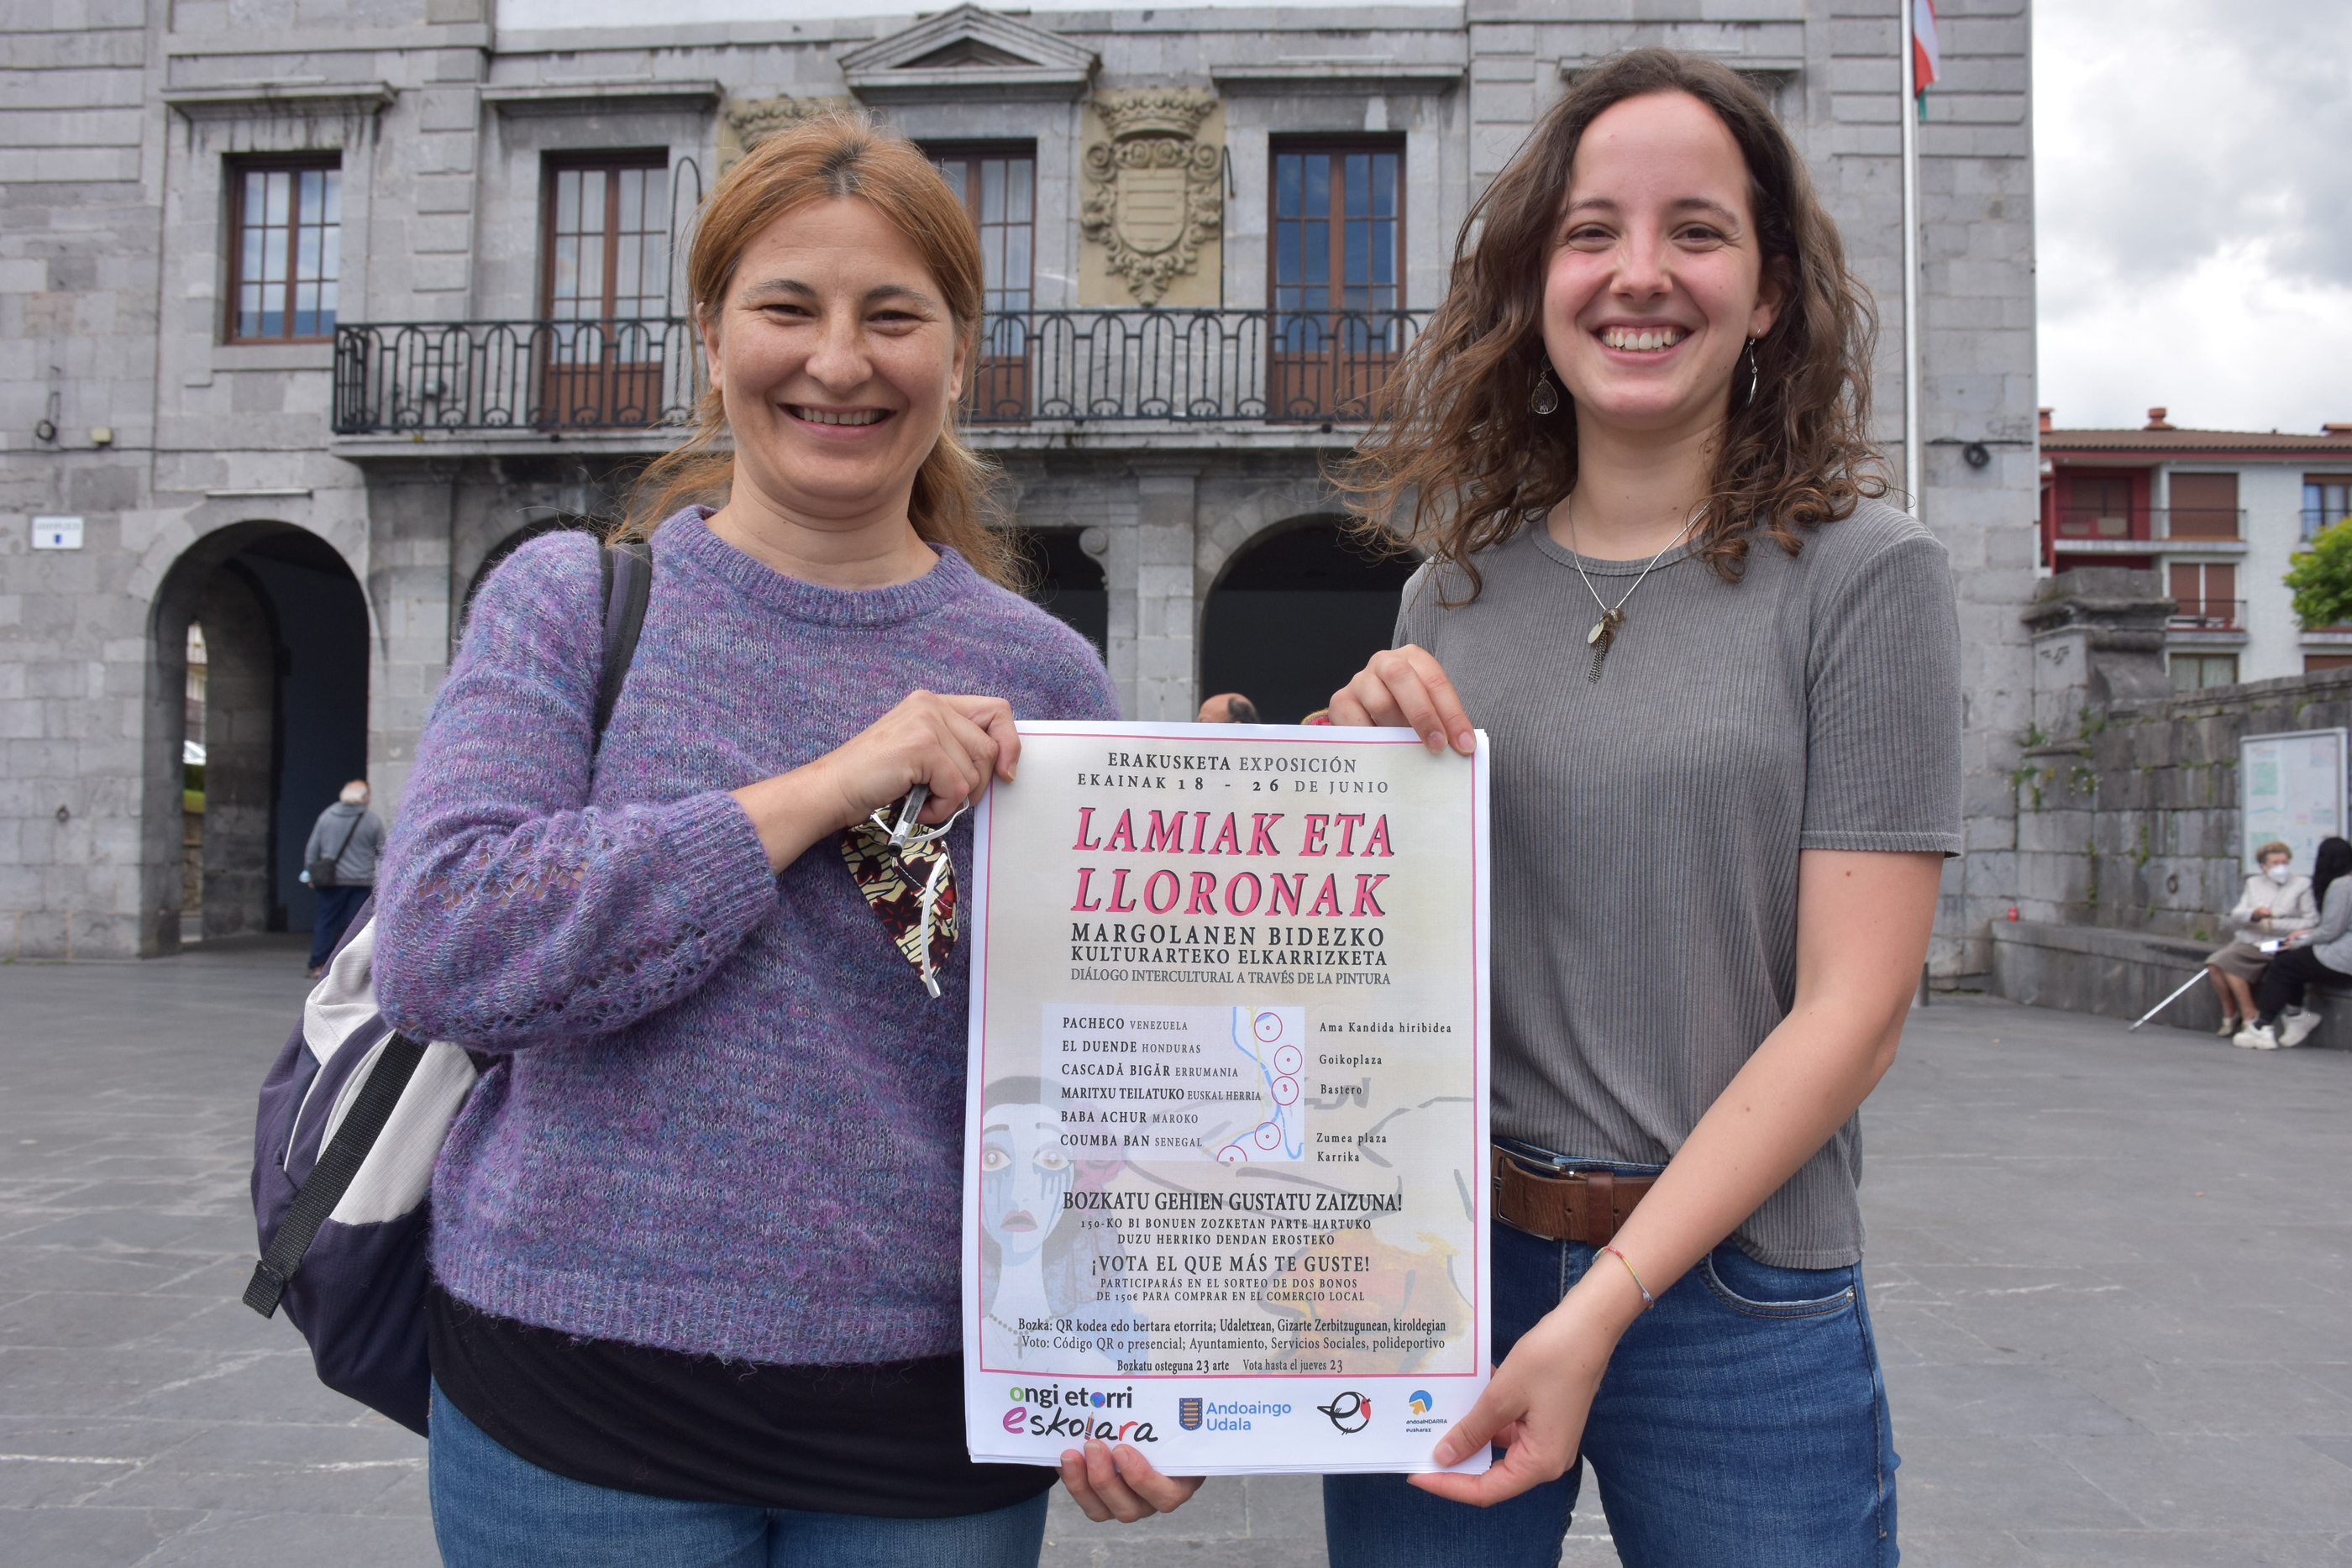 ERAKUSKETA EXPOSICIÓN
EKAINAK 18 - 26 DE JUNIO
LAMIAK ETA
LLORONAK
MARGOLANEN BIDEZKO
KULTURARTEKO ELKARRIZKETA
DIÁLOGO INTERCULTURAL A TRAVÉS DE LA PINTURA
PACHECO VENEZUELA
EL DUENDE HONDURAS
CASCADĂ BIGĂR ERRUMANIA
MARITXU TEILATUKO EUSKAL HERRIA
BABA ACHUR MAROKO
COUMBA BAN SENEGAL
Ama Kandida hiribidea
Goikoplaza
Bastero
Zumea plaza
Karrika
BOZKATU GEHIEN GUSTATU ZAIZUNA!
150-KO BI BONUEN ZOZKETAN PARTE HARTUKO
DUZU HERRIKO DENDAN EROSTEKO
¡VOTA EL QUE MÁS TE GUSTE!
PARTICIPARÁS EN EL SORTEO DE DOS BONOS
DE 150€ PARA COMPRAR EN EL COMERCIO LOCAL
Bozka: QR kodea edo bertara etorrita; Udaletxean, Gizarte Zerbitzugunean, kiroldegian
Voto: Código QR o presencial; Ayuntamiento, Servicios Sociales, polideportivo
Bozkatu osteguna 23 arte Vota hasta el jueves 23
ongi etorri
eskolara
Andoaingo
Udala
andoaINDARRA
euskaraz